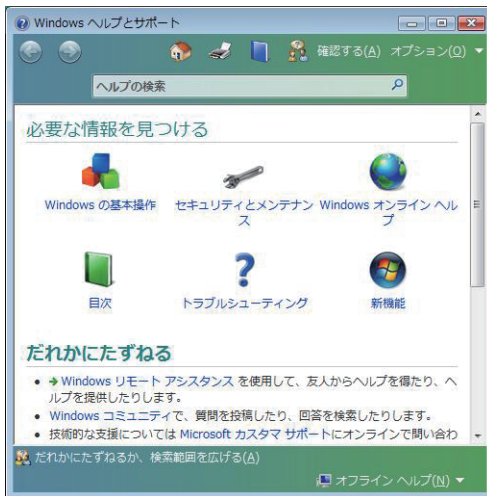 Windows ヘルプとサポート
確認する(A) オプション(O)
ヘルプの検索
必要な情報を見つける
Windows の基本操作
セキュリティとメンテナン
ス
Windows オンライン ヘル
プ
目次
トラブルシューティング
新機能
だれかにたずねる
Windows リモート アシスタンス を使用して、友人からヘルプを得たり、ヘ
ルプを提供したりします。
Windows コミュニティで、質問を投稿したり、回答を検索したりします。
技術的な支援については Microsoft カスタマ サポートにオンラインで問い合わ
だれかにたずねるか、検索範囲を広げる(A)
オフライン ヘルプ(N)